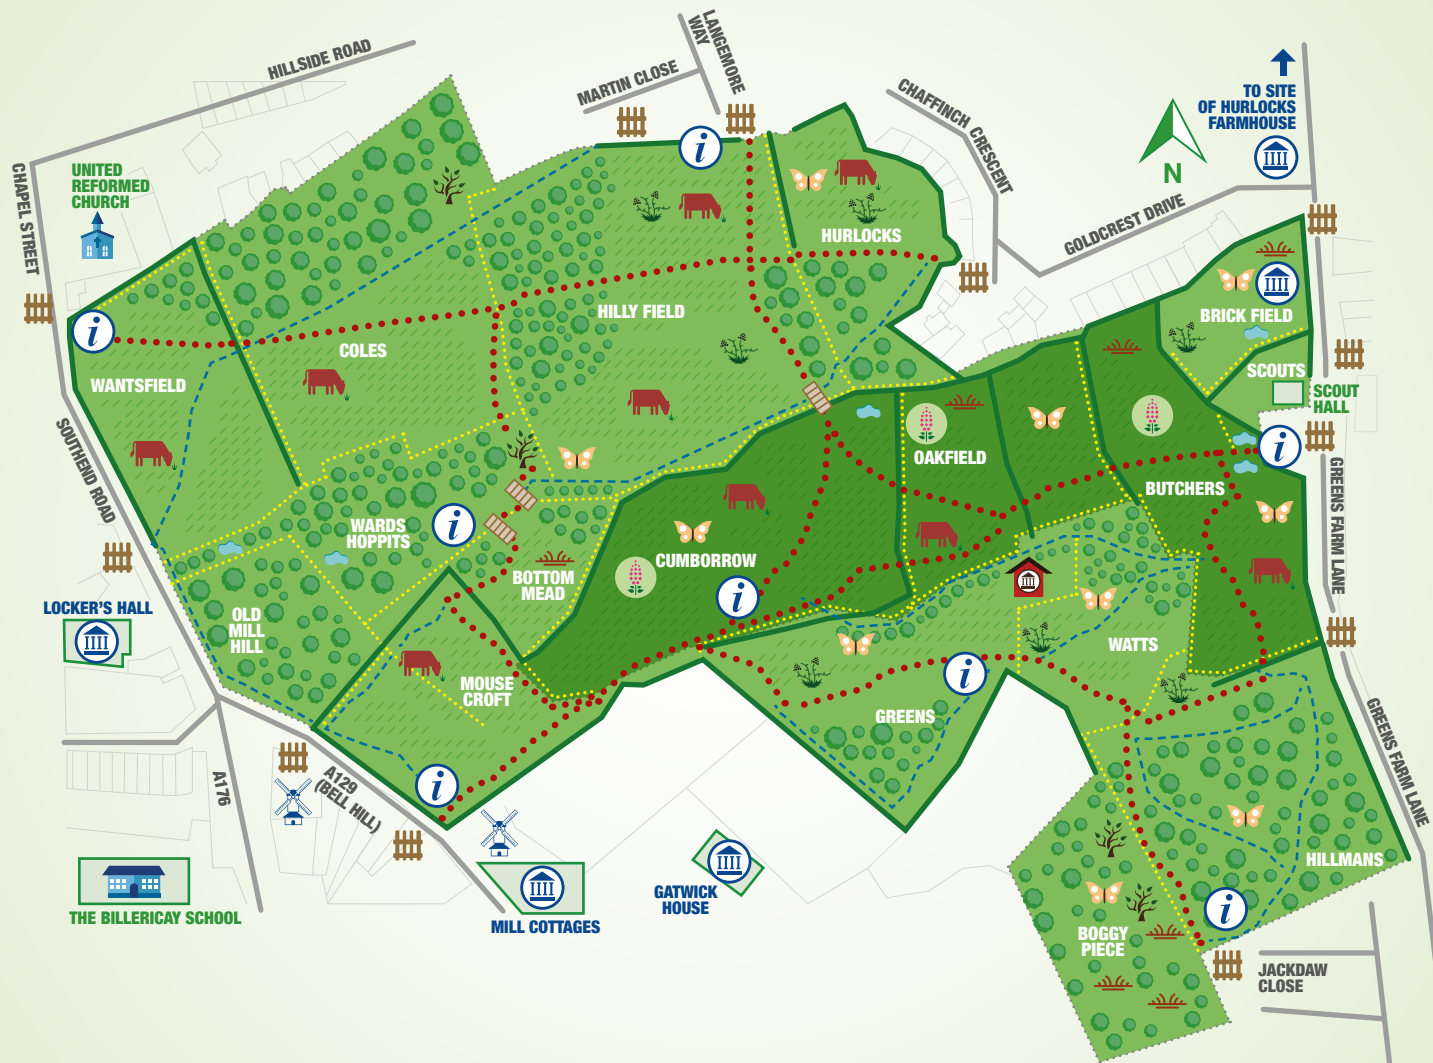 HILLSIDE ROAD
MARTIN CLOSE
LANGEMORE
WAY
CHAFFINCH CRESCENT
TO SITE
OF HURLOCKS
FARMHOUSE
N
GOLDCREST DRIVE
CHAPEL STREET
UNITED
REFORMED
CHURCH
i
i
HURLOCKS
HILLY FIELD
COLES
WANTSFIELD
BRICK FIELD
SCOUTS
SCOUT
HALL
SOUTHEND ROAD
OAKFIELD
i
BUTCHERS
GREENS FARM LANE
WARDS
HOPPITS
i
CUMBORROW
BOTTOM
MEAD
i
LOCKER'S HALL
OLD
MILL
HILL
WATTS
MOUSE
CROFT
i
GREENS
GREENS FARM LANE
A176
A129
(BELL HILL)
i
HILLMANS
THE BILLERICAY SCHOOL
MILL COTTAGES
GATWICK
HOUSE
i
BOGGY
PIECE
JACKDAW
CLOSE